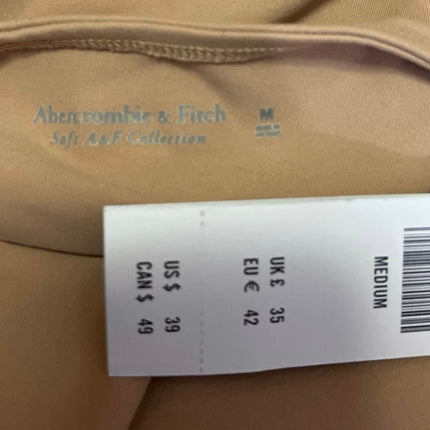 Abercrombie & Fitch
Soft A&F Collection
M
MEDIUM
UK £ 35
EU € 42
US $ 39
CAN $ 49